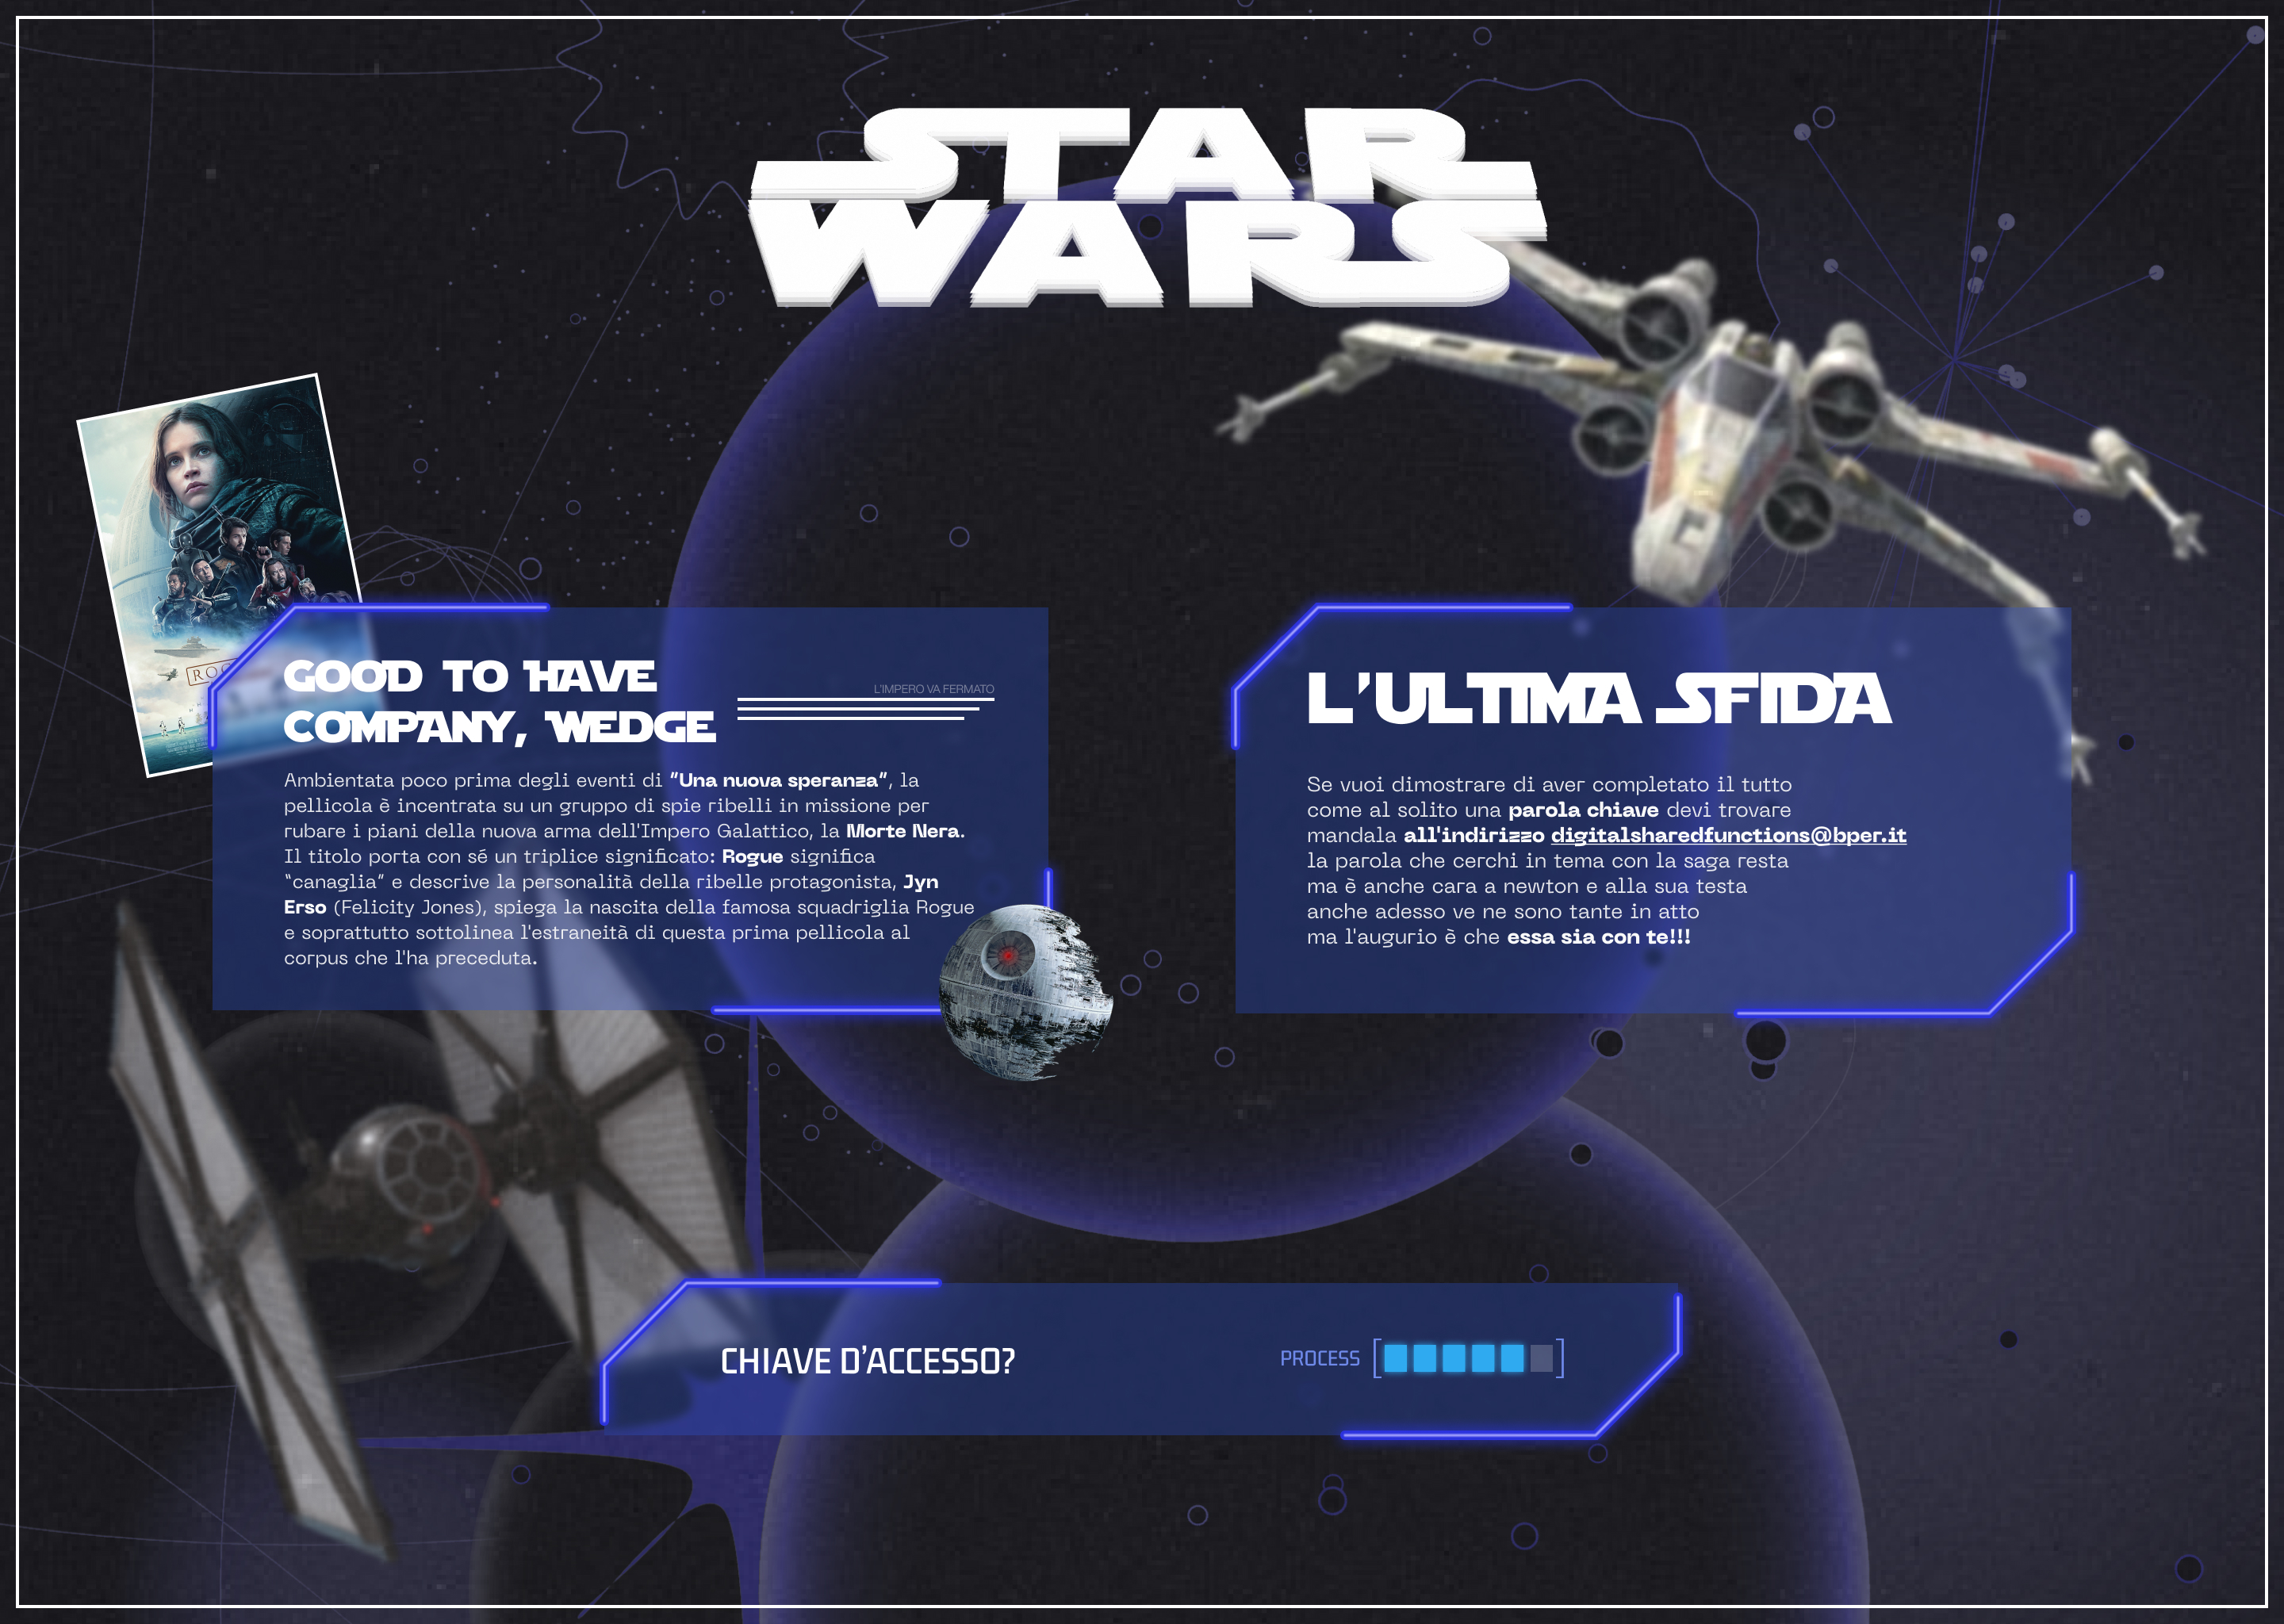 STAR
WARS
ROG
GOOD TO HAVE
COMPANY, WEDGE
L'IMPERO VA FERMATO
Ambientata poco prima degli eventi di "Una nuova speranza", la
pellicola è incentrata su un gruppo di spie ribelli in missione per
rubare i piani della nuova arma dell'Impero Galattico, la Morte Nera.
Il titolo porta con sé un triplice significato: Rogue significa
"canaglia" e descrive la personalità della ribelle protagonista, Jyn
Erso (Felicity Jones), spiega la nascita della famosa squadriglia Rogue
e soprattutto sottolinea l'estraneità di questa prima pellicola al
corpus che l'ha preceduta.
L'ULTIMA SFIDA
Se vuoi dimostrare di aver completato il tutto
come al solito una parola chiave devi trovare
mandala all'indirizzo digitalsharedfunctions@bper.it
la parola che cerchi in tema con la saga resta
ma è anche cara a newton e alla sua testa
anche adesso ve ne sono tante in atto
ma l'augurio è che essa sia con te!!!
CHIAVE D'ACCESSO?
PROCESS